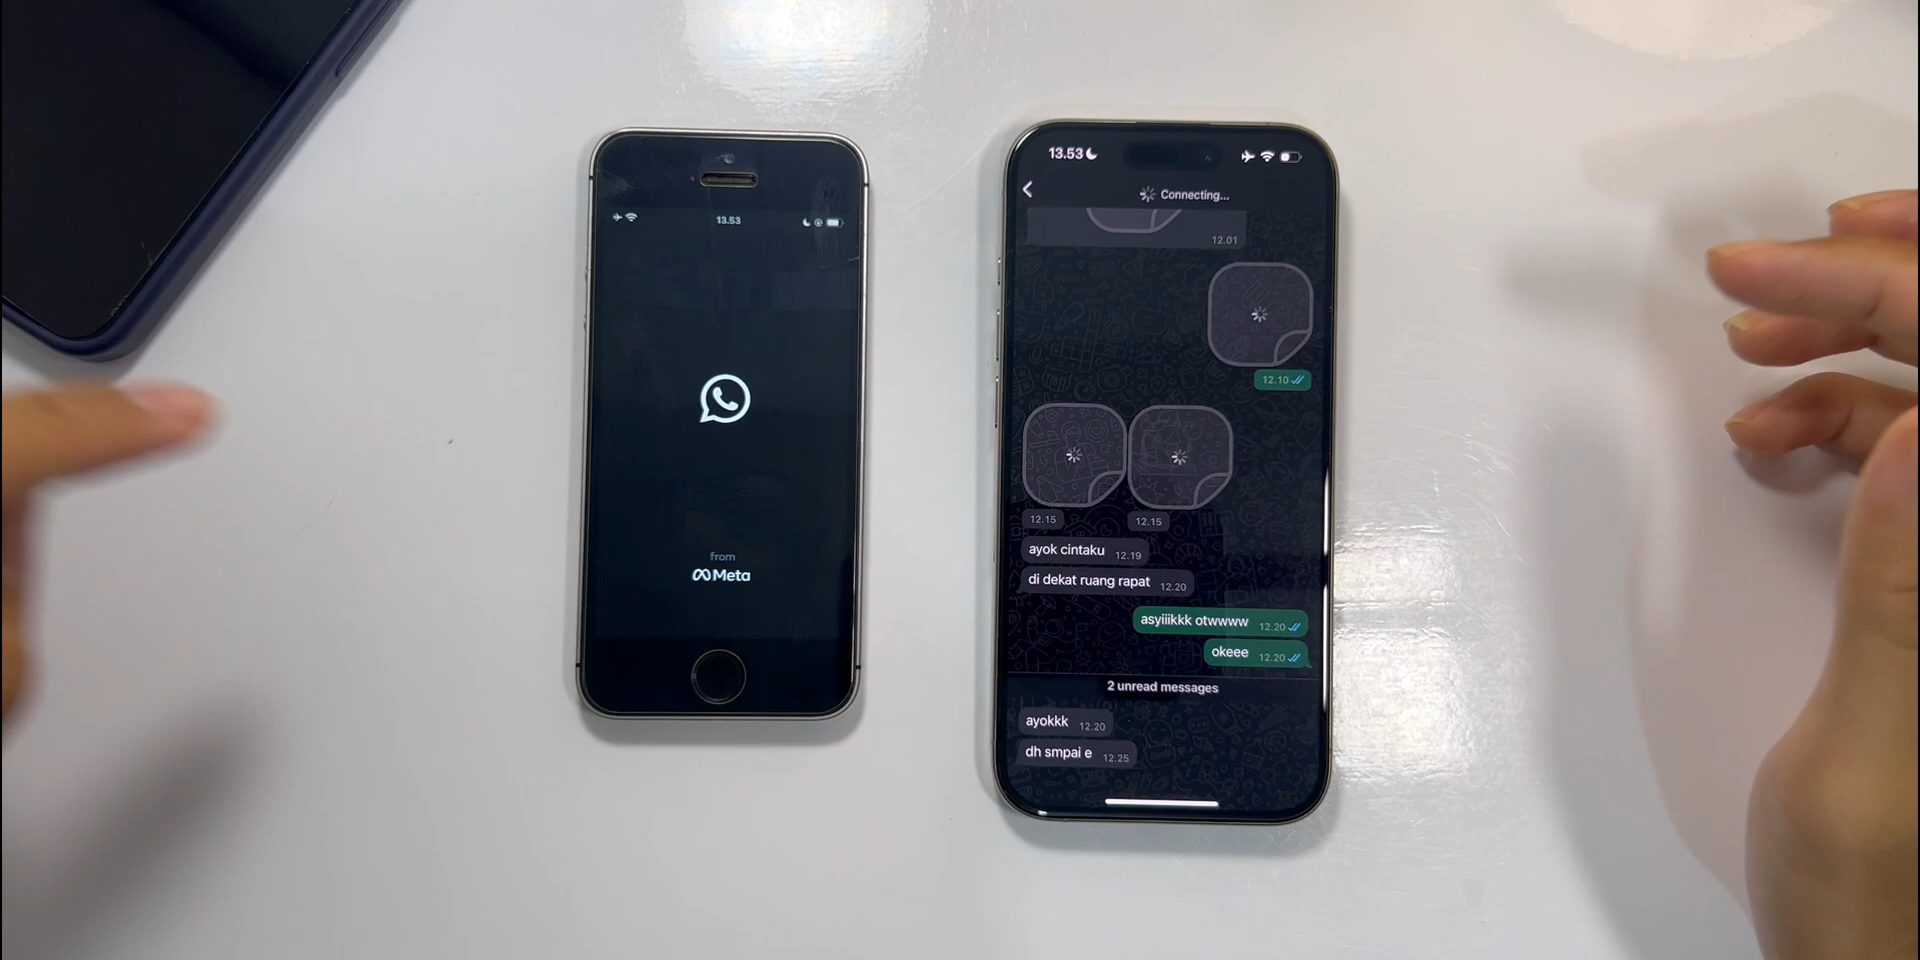 13.53
from
Meta
13.53
Connecting...
12.01
12.10
12.15
12.15
ayok cintaku 12.19
di dekat ruang rapat 12.20
asyiiikkk otwwww 12.20
okeee 12.20
2 unread messages
ayokkk 12.20
dh smpai e 12.25